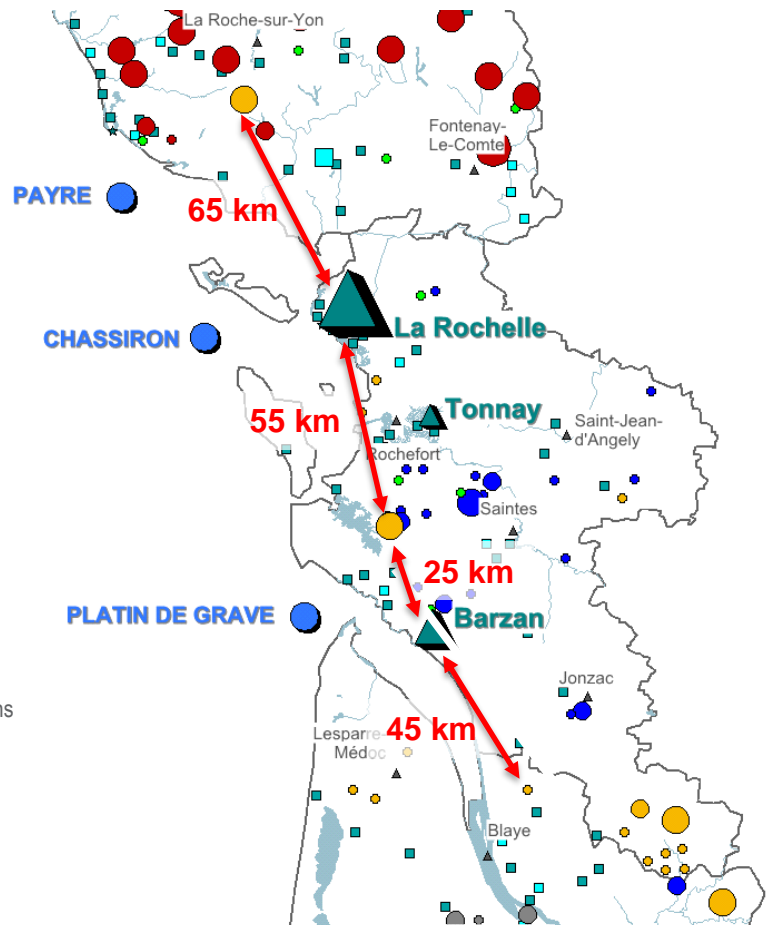 La Roche-sur-Yon
Fontenay-
Le-Comte
PAYRE
65 km
La Rochelle
CHASSIRON
55 km
Tonnay
Saint-Jean-
d'Angely
Rochefort
Saintes
25 km
PLATIN DE GRAVE
Barzan
Jonzac
ns
45 km
Lesparre-
Médoc
Blaye